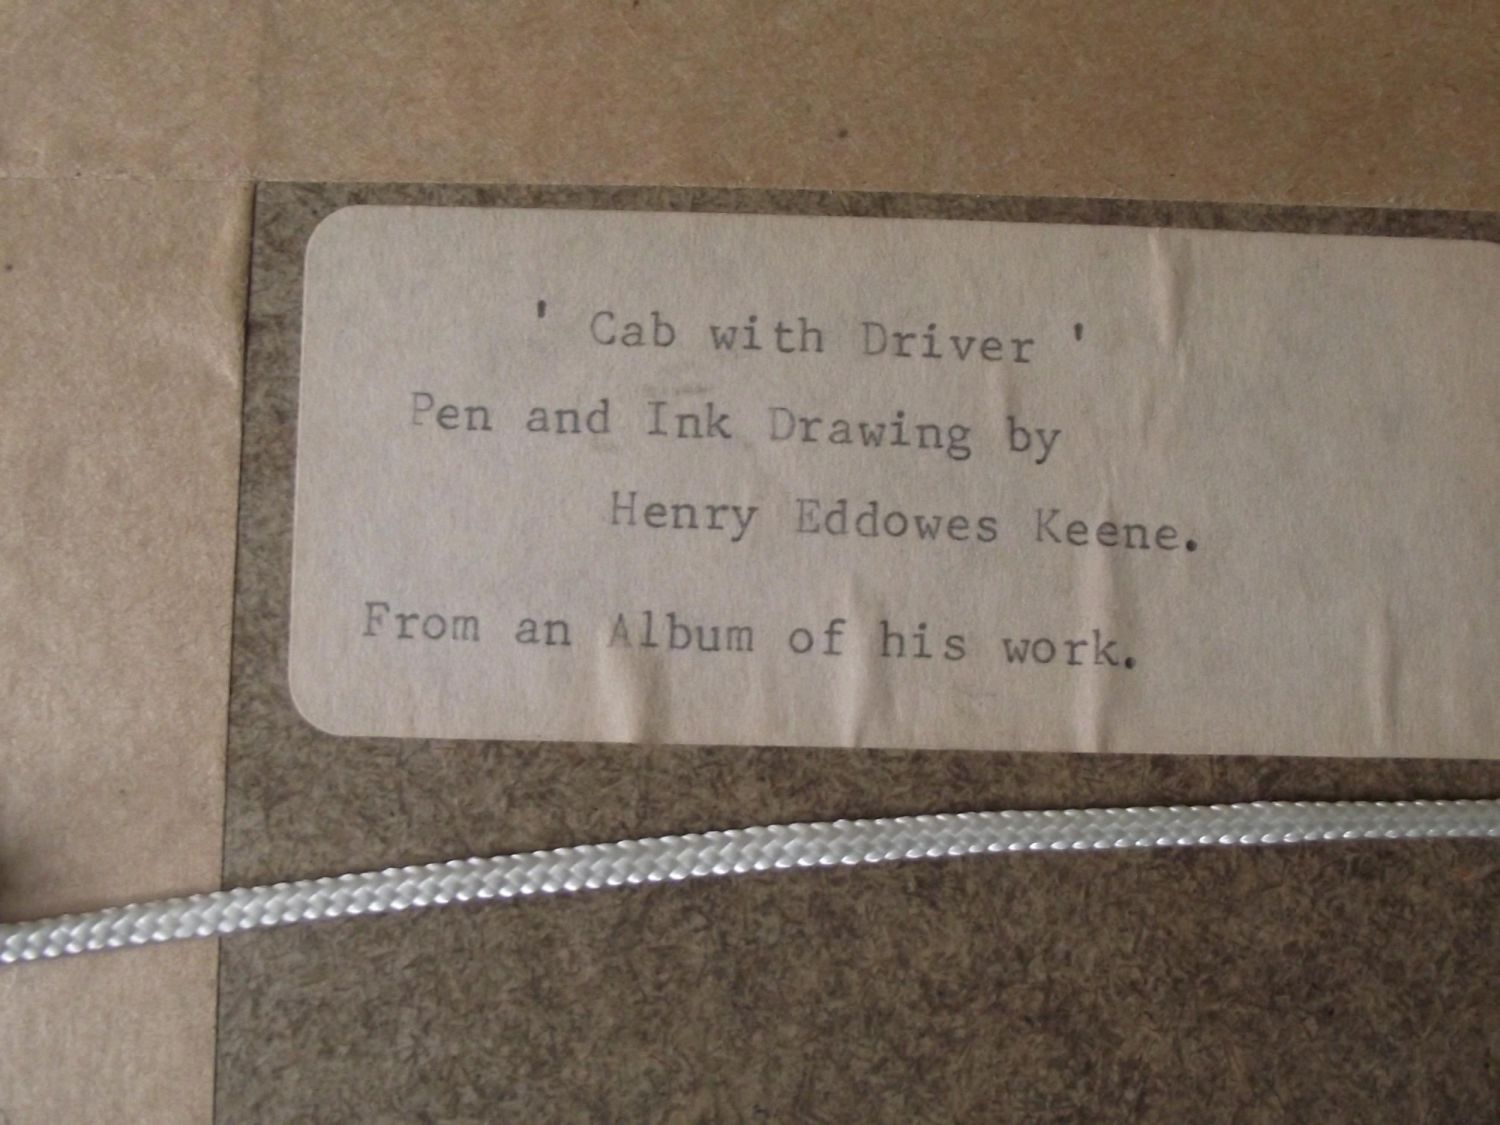 ' Cab with Driver '
Pen and Ink Drawing by
Henry Eddowes Keene.
From an Album of his work.